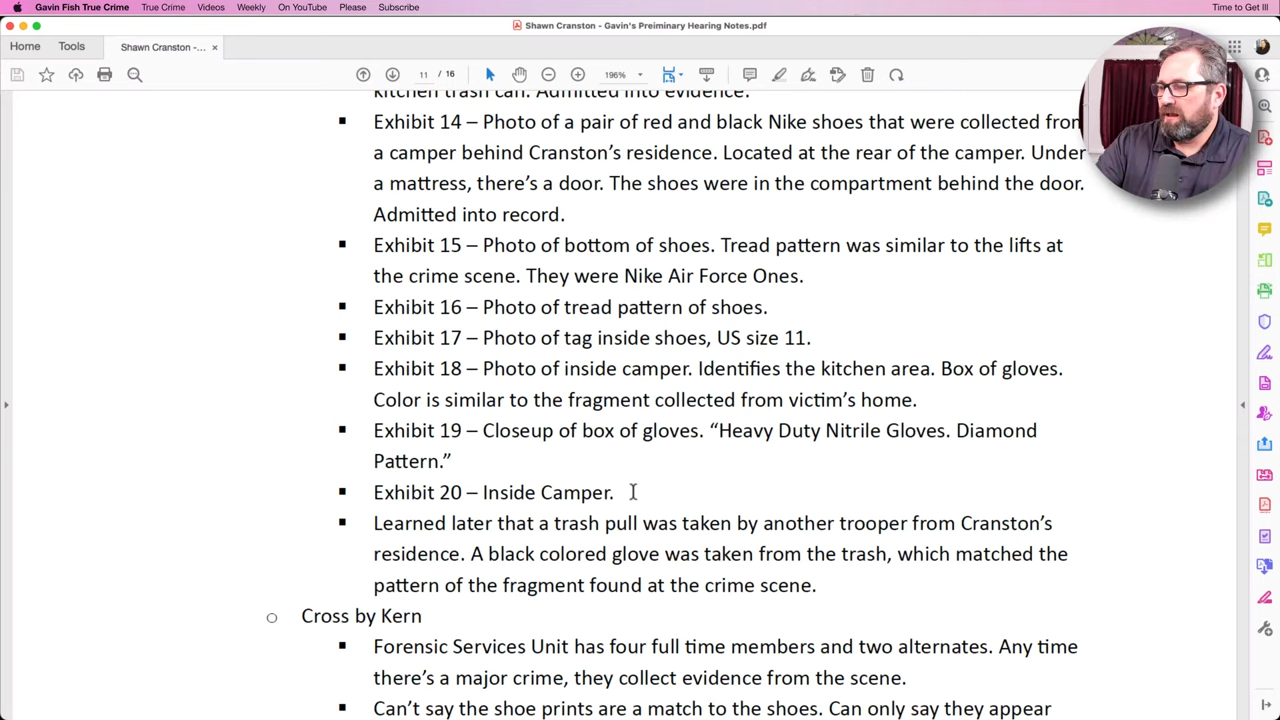 Gavin Fish True Crime True Crime Videos Weekly On YouTube Please Subscribe Time to Get Ill
Shawn Cranston - Gavin's Preiminary Hearing Notes.pdf
Home Tools Shawn Cranston -... ×
11 / 16 196%
kitchen trash can. Admitted into evidence.
▪ Exhibit 14 – Photo of a pair of red and black Nike shoes that were collected from
a camper behind Cranston’s residence. Located at the rear of the camper. Under
a mattress, there’s a door. The shoes were in the compartment behind the door.
Admitted into record.
▪ Exhibit 15 – Photo of bottom of shoes. Tread pattern was similar to the lifts at
the crime scene. They were Nike Air Force Ones.
▪ Exhibit 16 – Photo of tread pattern of shoes.
▪ Exhibit 17 – Photo of tag inside shoes, US size 11.
▪ Exhibit 18 – Photo of inside camper. Identifies the kitchen area. Box of gloves.
Color is similar to the fragment collected from victim’s home.
▪ Exhibit 19 – Closeup of box of gloves. “Heavy Duty Nitrile Gloves. Diamond
Pattern.”
▪ Exhibit 20 – Inside Camper.
▪ Learned later that a trash pull was taken by another trooper from Cranston’s
residence. A black colored glove was taken from the trash, which matched the
pattern of the fragment found at the crime scene.
○ Cross by Kern
▪ Forensic Services Unit has four full time members and two alternates. Any time
there’s a major crime, they collect evidence from the scene.
▪ Can’t say the shoe prints are a match to the shoes. Can only say they appear